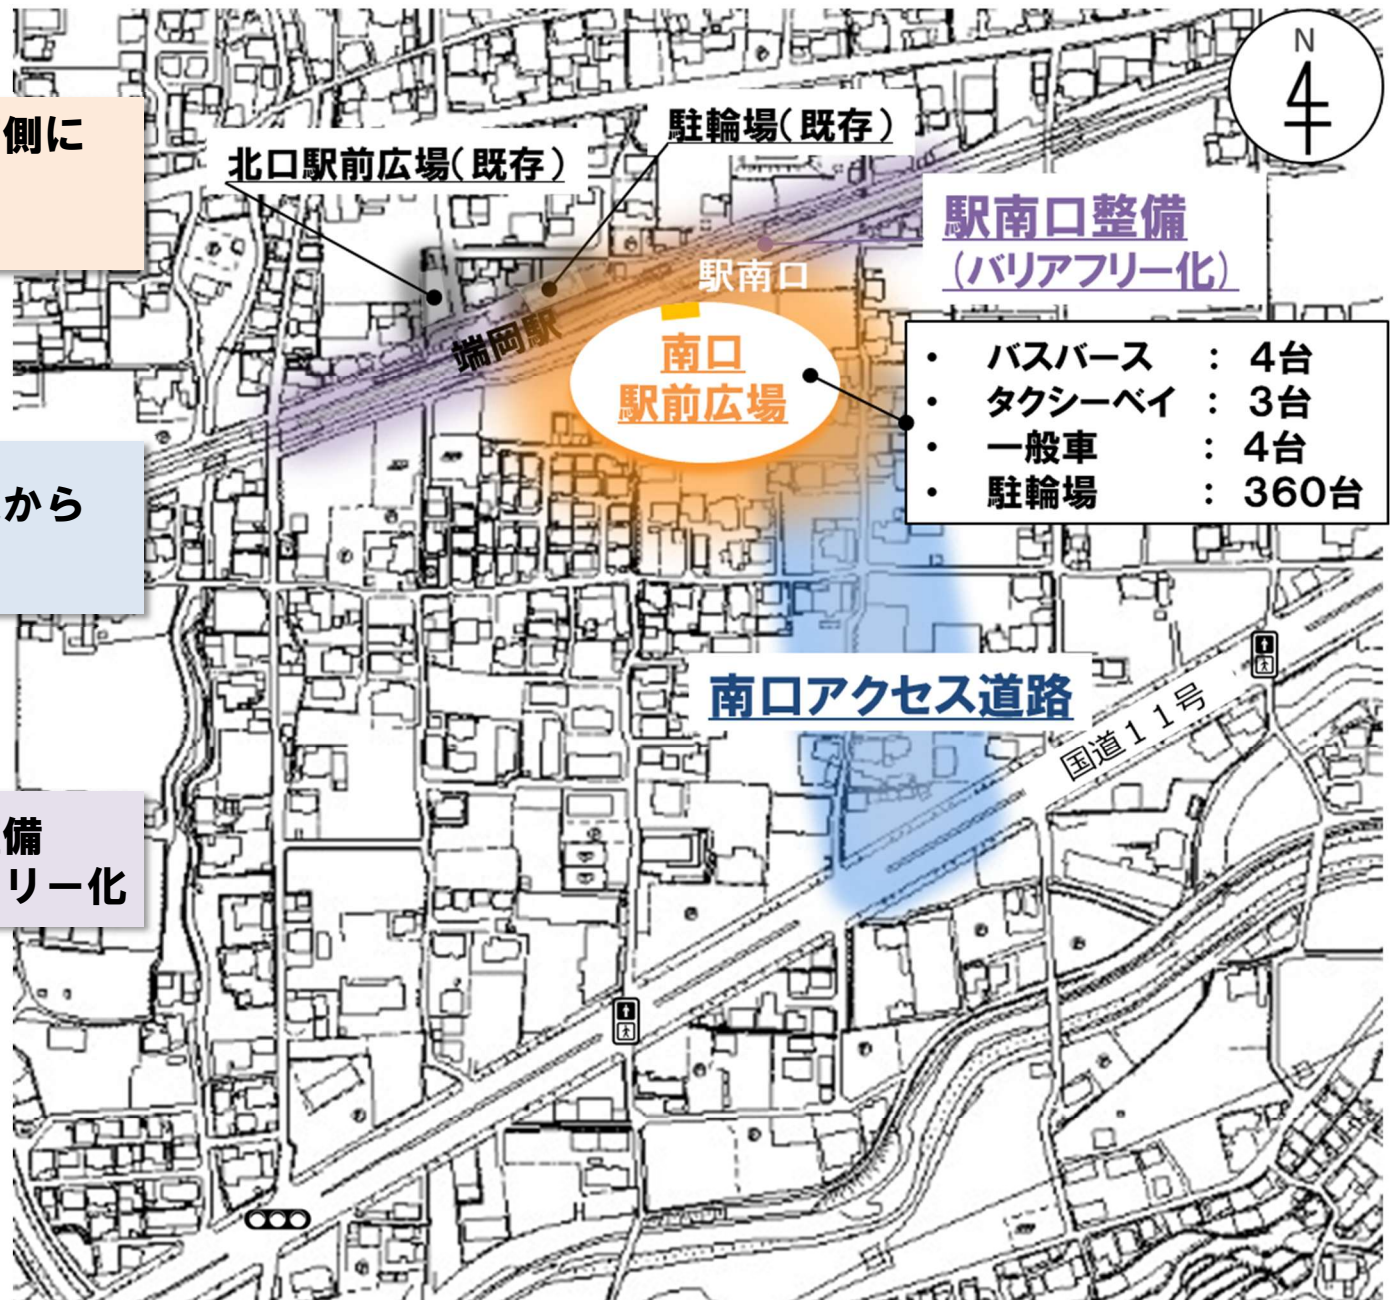 N
側に
駐輪場（既存）
北口駅前広場（既存）
駅南口整備
（バリアフリー化）
駅南口
端岡駅
南口
駅前広場
・ バスバース ： 4台
・ タクシーベイ ： 3台
・ 一般車 ： 4台
・ 駐輪場 ： 360台
から
南口アクセス道路
国道１１号
備
リー化